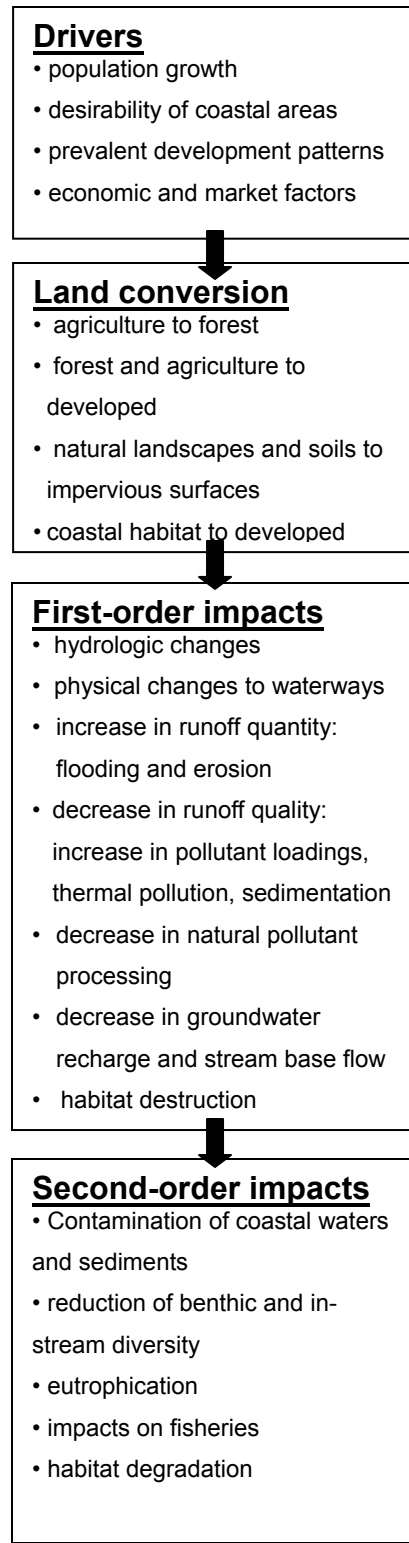 Drivers
• population growth
• desirability of coastal areas
• prevalent development patterns
• economic and market factors
Land conversion
• agriculture to forest
• forest and agriculture to
developed
• natural landscapes and soils to
impervious surfaces
• coastal habitat to developed
First-order impacts
• hydrologic changes
• physical changes to waterways
• increase in runoff quantity:
flooding and erosion
• decrease in runoff quality:
increase in pollutant loadings,
thermal pollution, sedimentation
• decrease in natural pollutant
processing
• decrease in groundwater
recharge and stream base flow
• habitat destruction
Second-order impacts
• Contamination of coastal waters
and sediments
• reduction of benthic and in-
stream diversity
• eutrophication
• impacts on fisheries
• habitat degradation